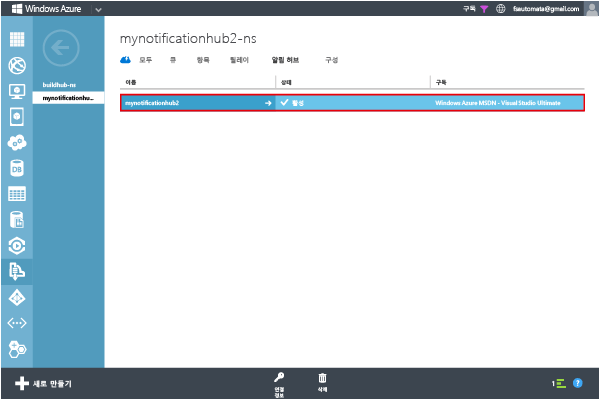 Windows Azure
구독
fsautomata@gmail.com
buildhub-ns
mynotificationhu...
mynotificationhub2-ns
모두 큐 항목 릴레이 알림 허브 구성
이름 상태 구독
mynotificationhub2 → 활성 Windows Azure MSDN - Visual Studio Ultimate
DB
새로 만들기
연결
정보
삭제
1
?